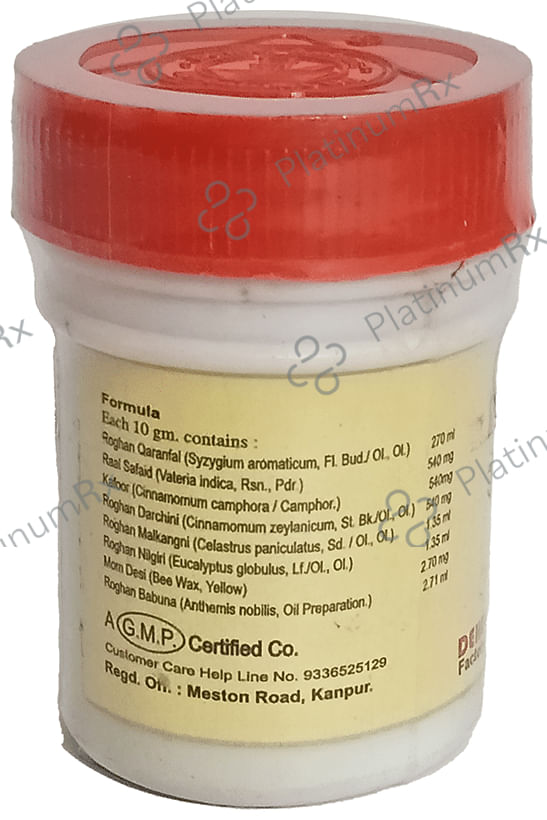 Formula
Each 10 gm. contains :
Roghan Qaranfal (Syzygium aromaticum, Fl. Bud./ Ol., Ol.) 270 ml
Raal Safaid (Vateria indica, Rsn., Pdr ) 540 mg
Kafoor (Cinnamomum camphora / Camphor.) 540mg
Roghan Darchini (Cinnamomum zeylanicum, St. Bk./Ol., Ol.) 540 mg
Roghan Malkangni (Celastrus paniculatus, Sd. / Ol., Ol.) 1.35 ml
Roghan Nilgiri (Eucalyptus globulus, Lf./Ol., Ol.) 1.35 ml
Mom Desi (Bee Wax, Yellow) 2.70 mg
Roghan Babuna (Anthemis nobilis, Oil Preparation.) 2.71 ml
A G.M.P. Certified Co.
Customer Care Help Line No. 9336525129
Regd. Off. : Meston Road, Kanpur.
PlatinumRx
PlatinumRx
PlatinumRx